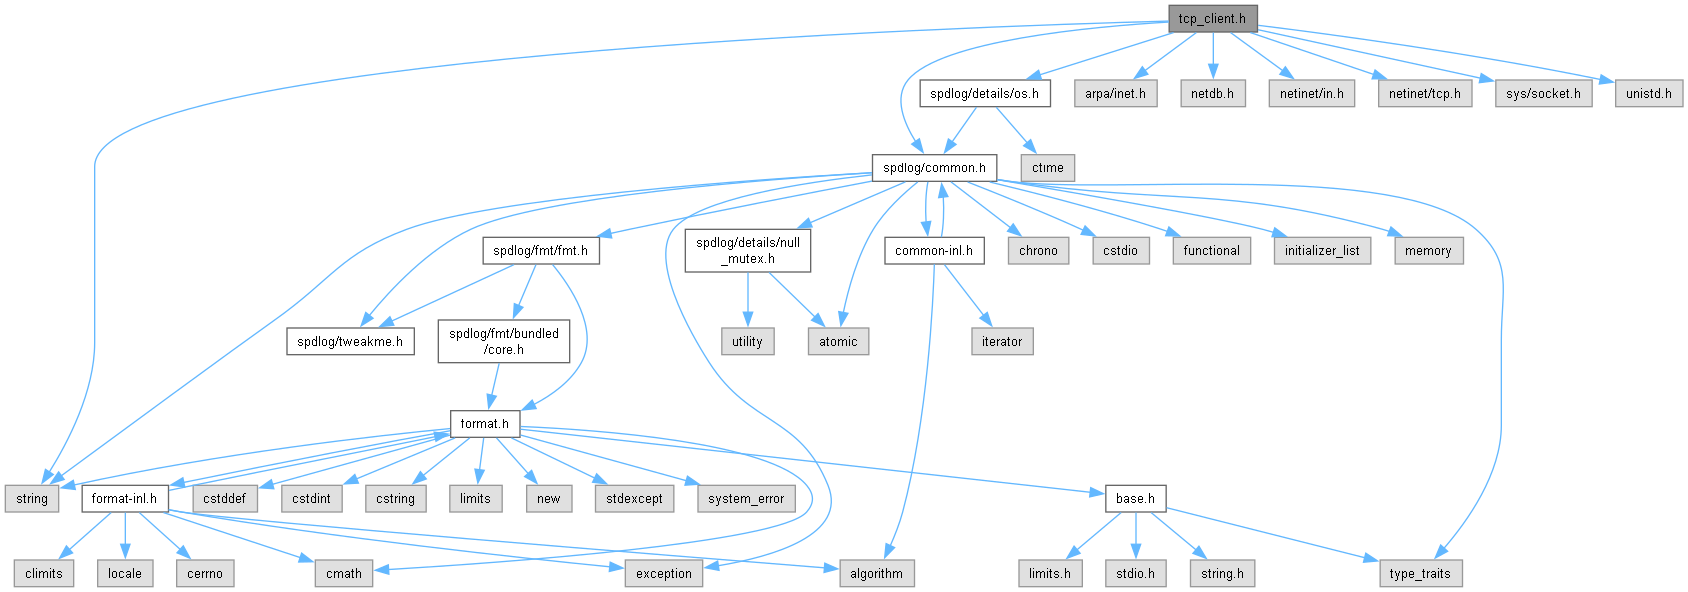 tcp_client.h
spdlog/details/os.h
arpa/inet.h
netdb.h
netinet/in.h
netinet/tcp.h
sys/socket.h
unistd.h
spdlog/common.h
ctime
spdlog/fmt/fmt.h
spdlog/details/null
_mutex.h
common-inl.h
chrono
cstdio
functional
initializer_list
memory
spdlog/tweakme.h
spdlog/fmt/bundled
/core.h
utility
atomic
iterator
format.h
string
format-inl.h
cstddef
cstdint
cstring
limits
new
stdexcept
system_error
base.h
climits
locale
cerrno
cmath
exception
algorithm
limits.h
stdio.h
string.h
type_traits